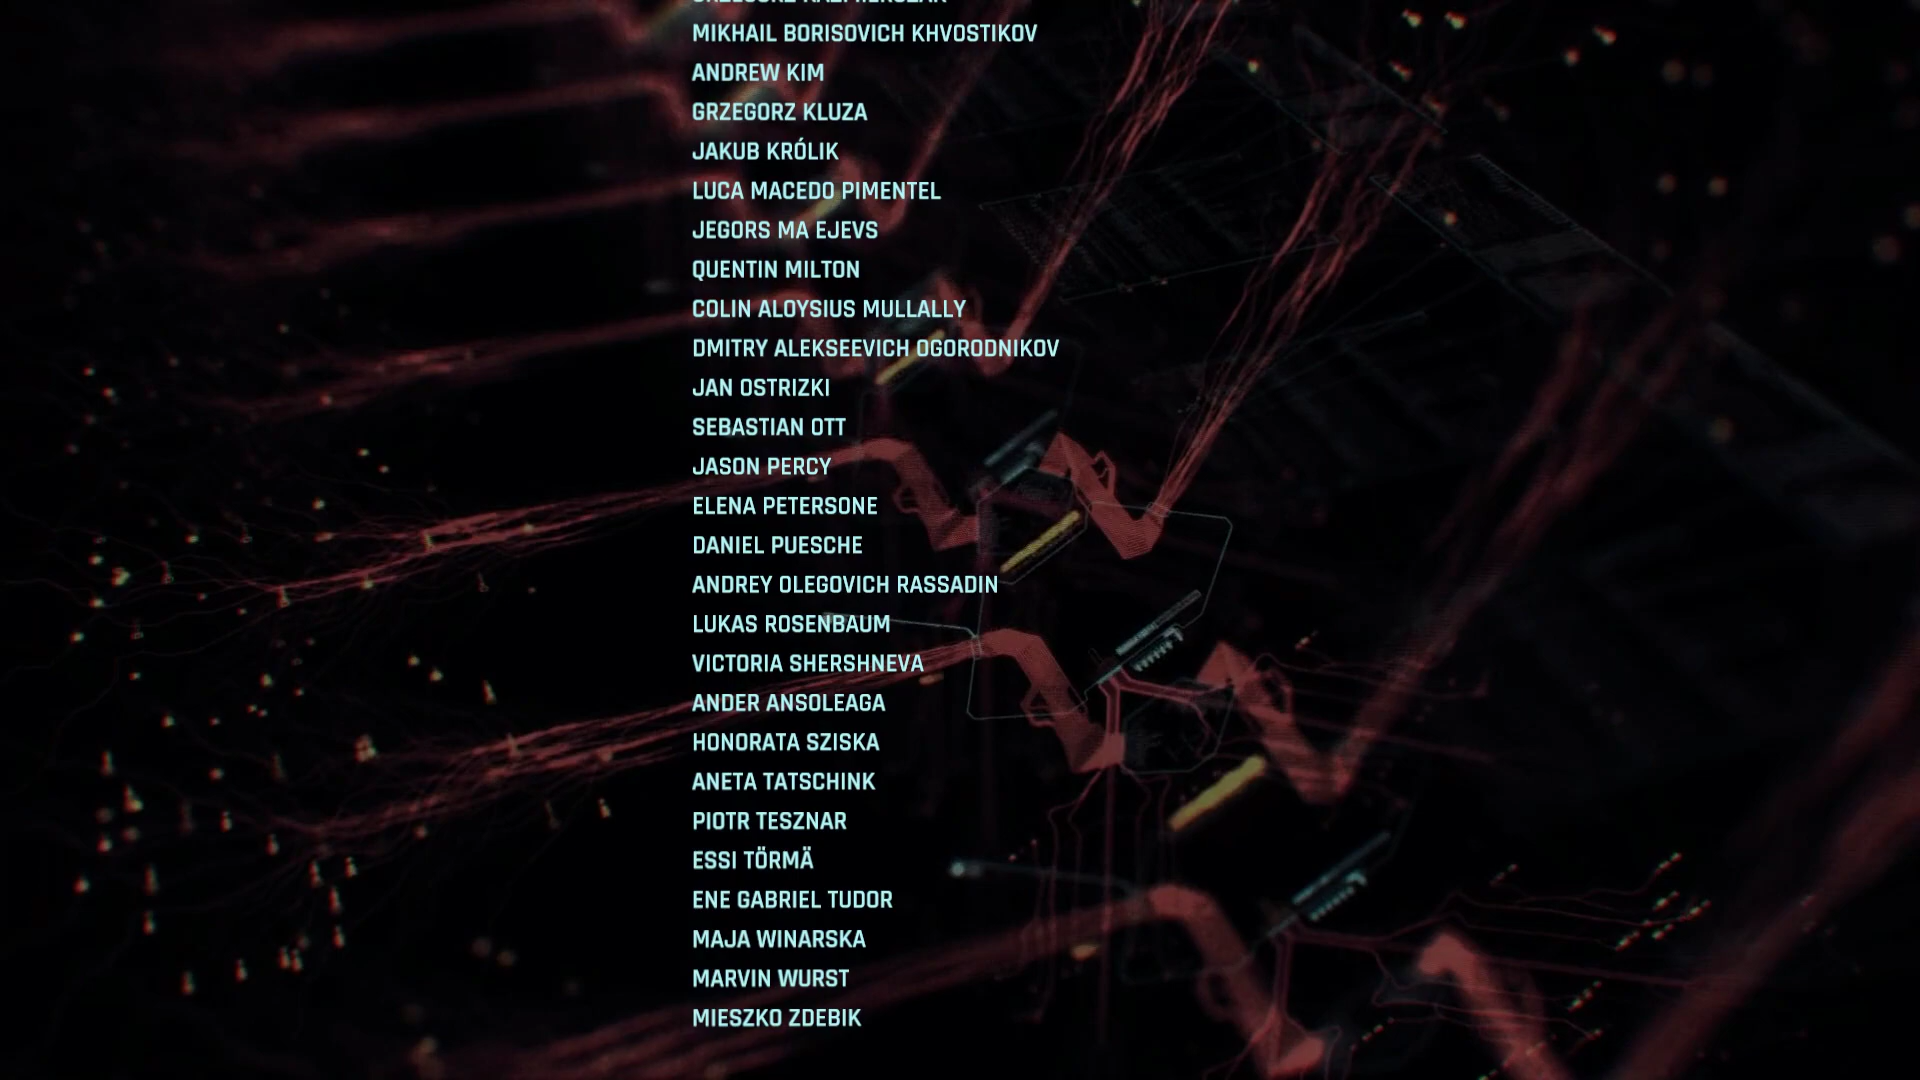 MIKHAIL BORISOVICH KHVOSTIKOV
ANDREW KIM
GRZEGORZ KLUZA
JAKUB KRÓLIK
LUCA MACEDO PIMENTEL
JEGORS MA EJEVS
QUENTIN MILTON
COLIN ALOYSIUS MULLALLY
DMITRY ALEKSEEVICH OGORODNIKOV
JAN OSTRIZKI
SEBASTIAN OTT
JASON PERCY
ELENA PETERSONE
DANIEL PUESCHE
ANDREY OLEGOVICH RASSADIN
LUKAS ROSENBAUM
VICTORIA SHERSHNEVA
ANDER ANSOLEAGA
HONORATA SZISKA
ANETA TATSCHINK
PIOTR TESZNAR
ESSI TÖRMÄ
ENE GABRIEL TUDOR
MAJA WINARSKA
MARVIN WURST
MIESZKO ZDEBIK